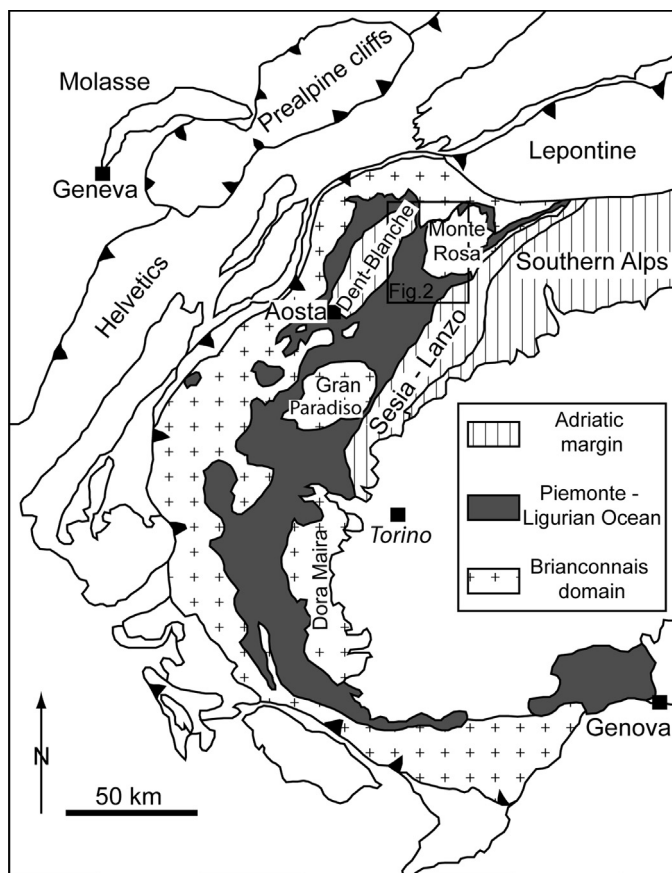 Molasse
Prealpine cliffs
Geneva
Lepontine
Helvetics
Dent-Blanche
Monte
Rosa
Southern Alps
Fig.2
Aosta
Gran
Paradiso
Sesia - Lanzo
Adriatic
margin
Piemonte -
Ligurian Ocean
Brianconnais
domain
Torino
Dora Maira
Genova
N
50 km